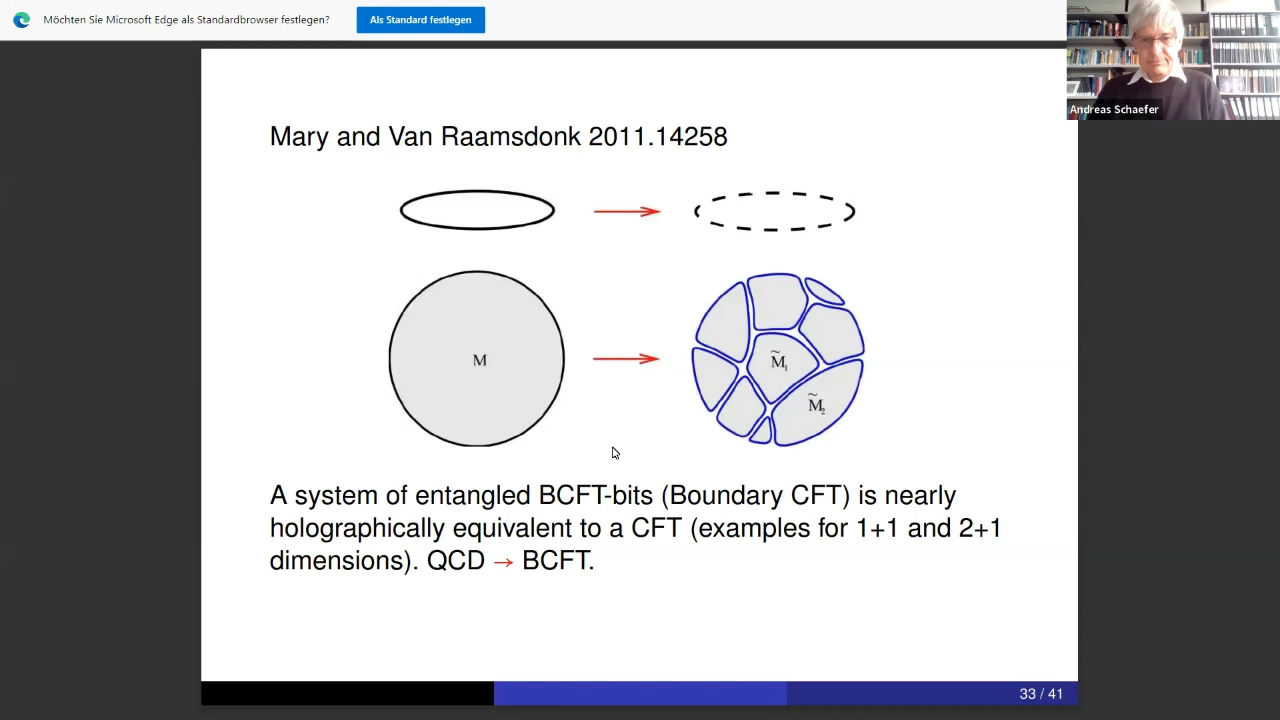 Möchten Sie Microsoft Edge als Standardbrowser festlegen?
Als Standard festlegen
Andreas Schaefer
Mary and Van Raamsdonk 2011.14258
M
M̃₁
M̃₂
A system of entangled BCFT-bits (Boundary CFT) is nearly
holographically equivalent to a CFT (examples for 1+1 and 2+1
dimensions). QCD → BCFT.
33 / 41